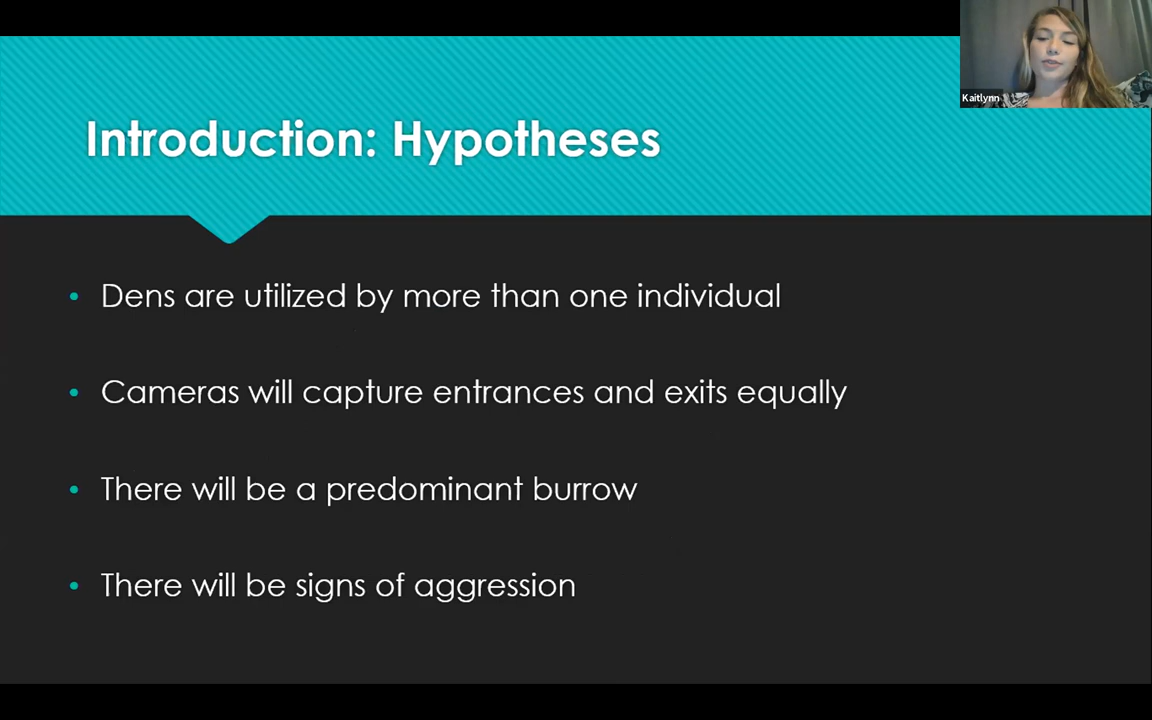 Kaitlynn
Introduction: Hypotheses
• Dens are utilized by more than one individual
• Cameras will capture entrances and exits equally
• There will be a predominant burrow
• There will be signs of aggression